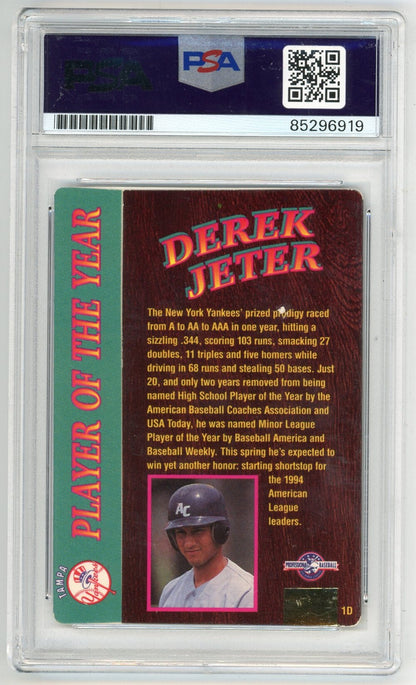 PSA
PSA
85296919
PLAYER OF THE YEAR
TAMPA
Yankees
DEREK
JETER
The New York Yankees' prized prodigy raced
from A to AA to AAA in one year, hitting a
sizzling .344, scoring 103 runs, smacking 27
doubles, 11 triples and five homers while
driving in 68 runs and stealing 50 bases. Just
20, and only two years removed from being
named High School Player of the Year by the
American Baseball Coaches Association and
USA Today, he was named Minor League
Player of the Year by Baseball America and
Baseball Weekly. This spring he's expected to
win yet another honor: starting shortstop for
the 1994
American
League
leaders.
AC
PROFESSIONAL BASEBALL
1D